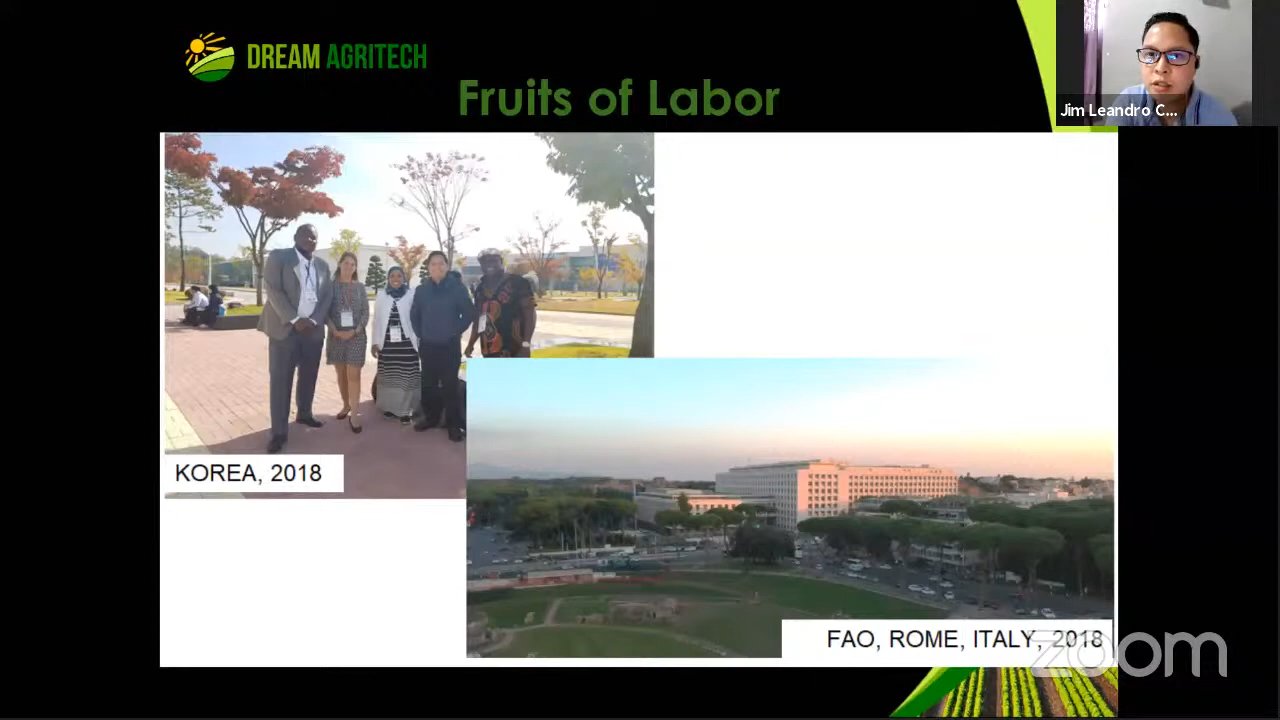 DREAM AGRITECH
Fruits of Labor
Jim Leandro C...
KOREA, 2018
FAO, ROME, ITALY, 2018
zoom